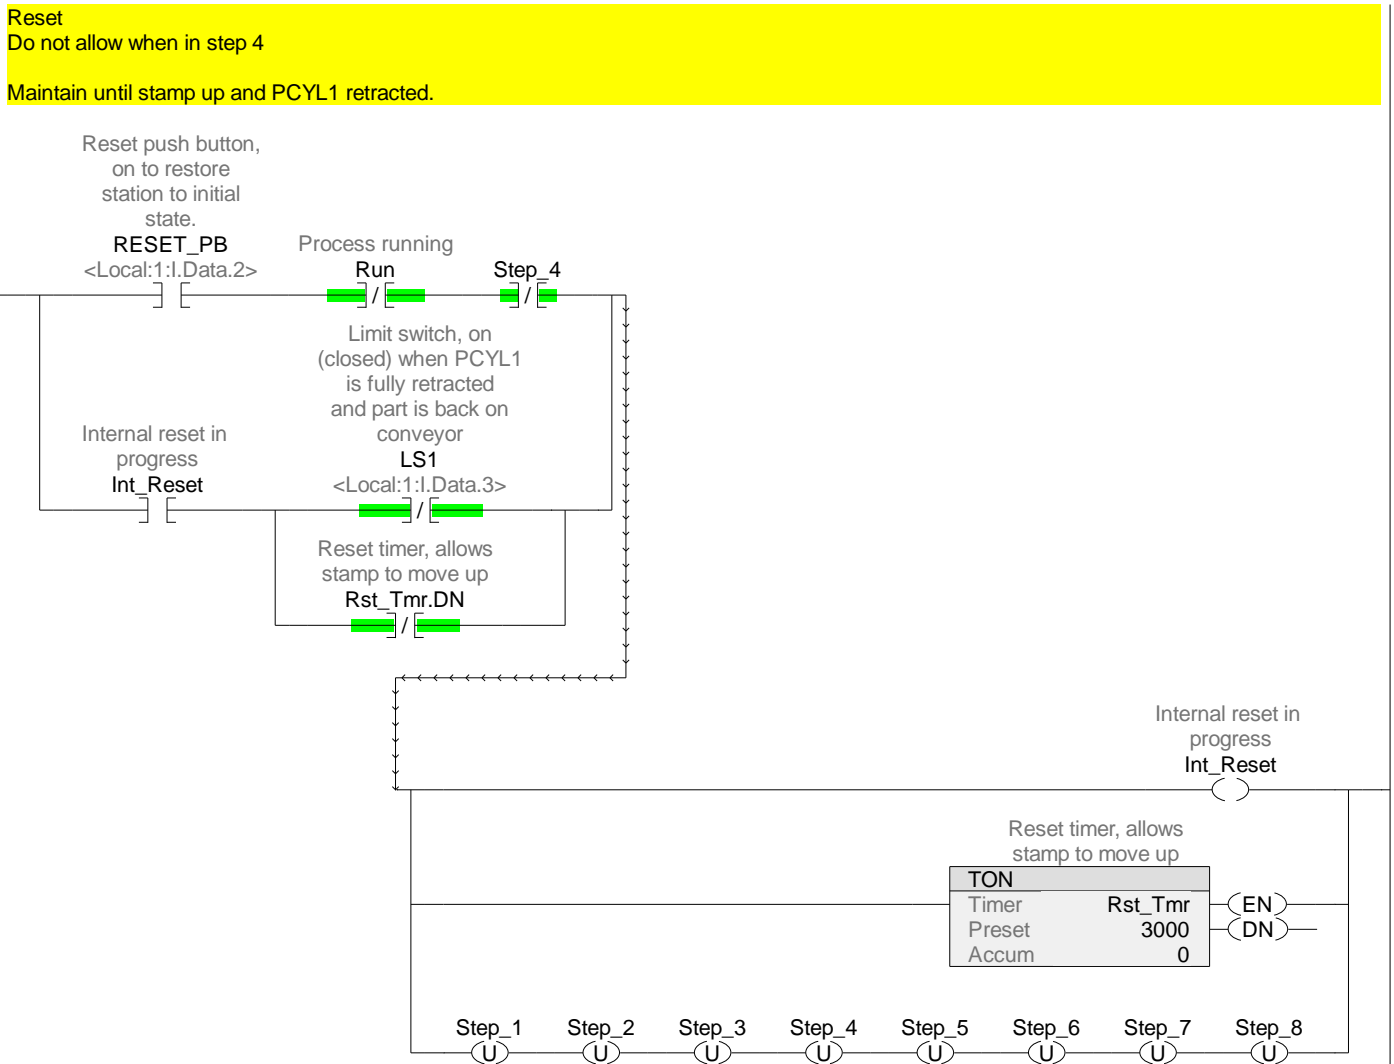 Reset
Do not allow when in step 4
Maintain until stamp up and PCYL1 retracted.
Reset push button,
on to restore
station to initial
state.
RESET_PB
<Local:1:I.Data.2>
Process running
Run
Step_4
Limit switch, on
(closed) when PCYL1
is fully retracted
and part is back on
conveyor
LS1
<Local:1:I.Data.3>
Internal reset in
progress
Int_Reset
Reset timer, allows
stamp to move up
Rst_Tmr.DN
Internal reset in
progress
Int_Reset
Reset timer, allows
stamp to move up
TON
Timer Rst_Tmr
Preset 3000
Accum 0
EN
DN
Step_1 Step_2 Step_3 Step_4 Step_5 Step_6 Step_7 Step_8
U U U U U U U U